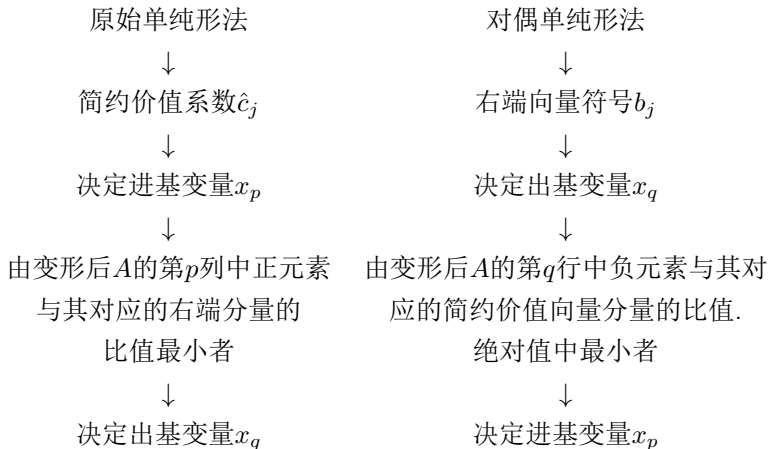 原始单纯形法
↓
简约价值系数ĉ_j
↓
决定进基变量x_p
↓
由变形后A的第p列中正元素
与其对应的右端分量的
比值最小者
↓
决定出基变量x_q
对偶单纯形法
↓
右端向量符号b_j
↓
决定出基变量x_q
↓
由变形后A的第q行中负元素与其对
应的简约价值向量分量的比值.
绝对值中最小者
↓
决定进基变量x_p